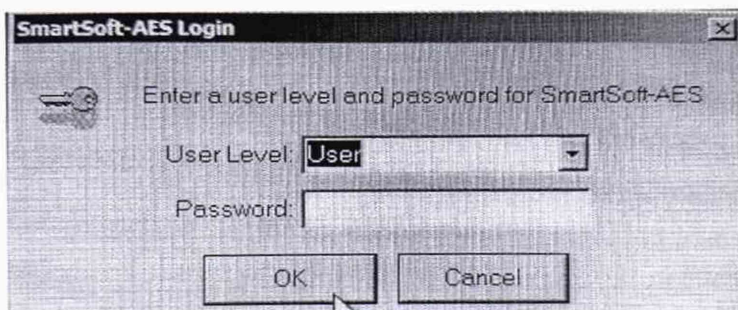 SmartSoft-AES Login
Enter a user level and password for SmartSoft-AES
User Level: User
Password:
OK Cancel